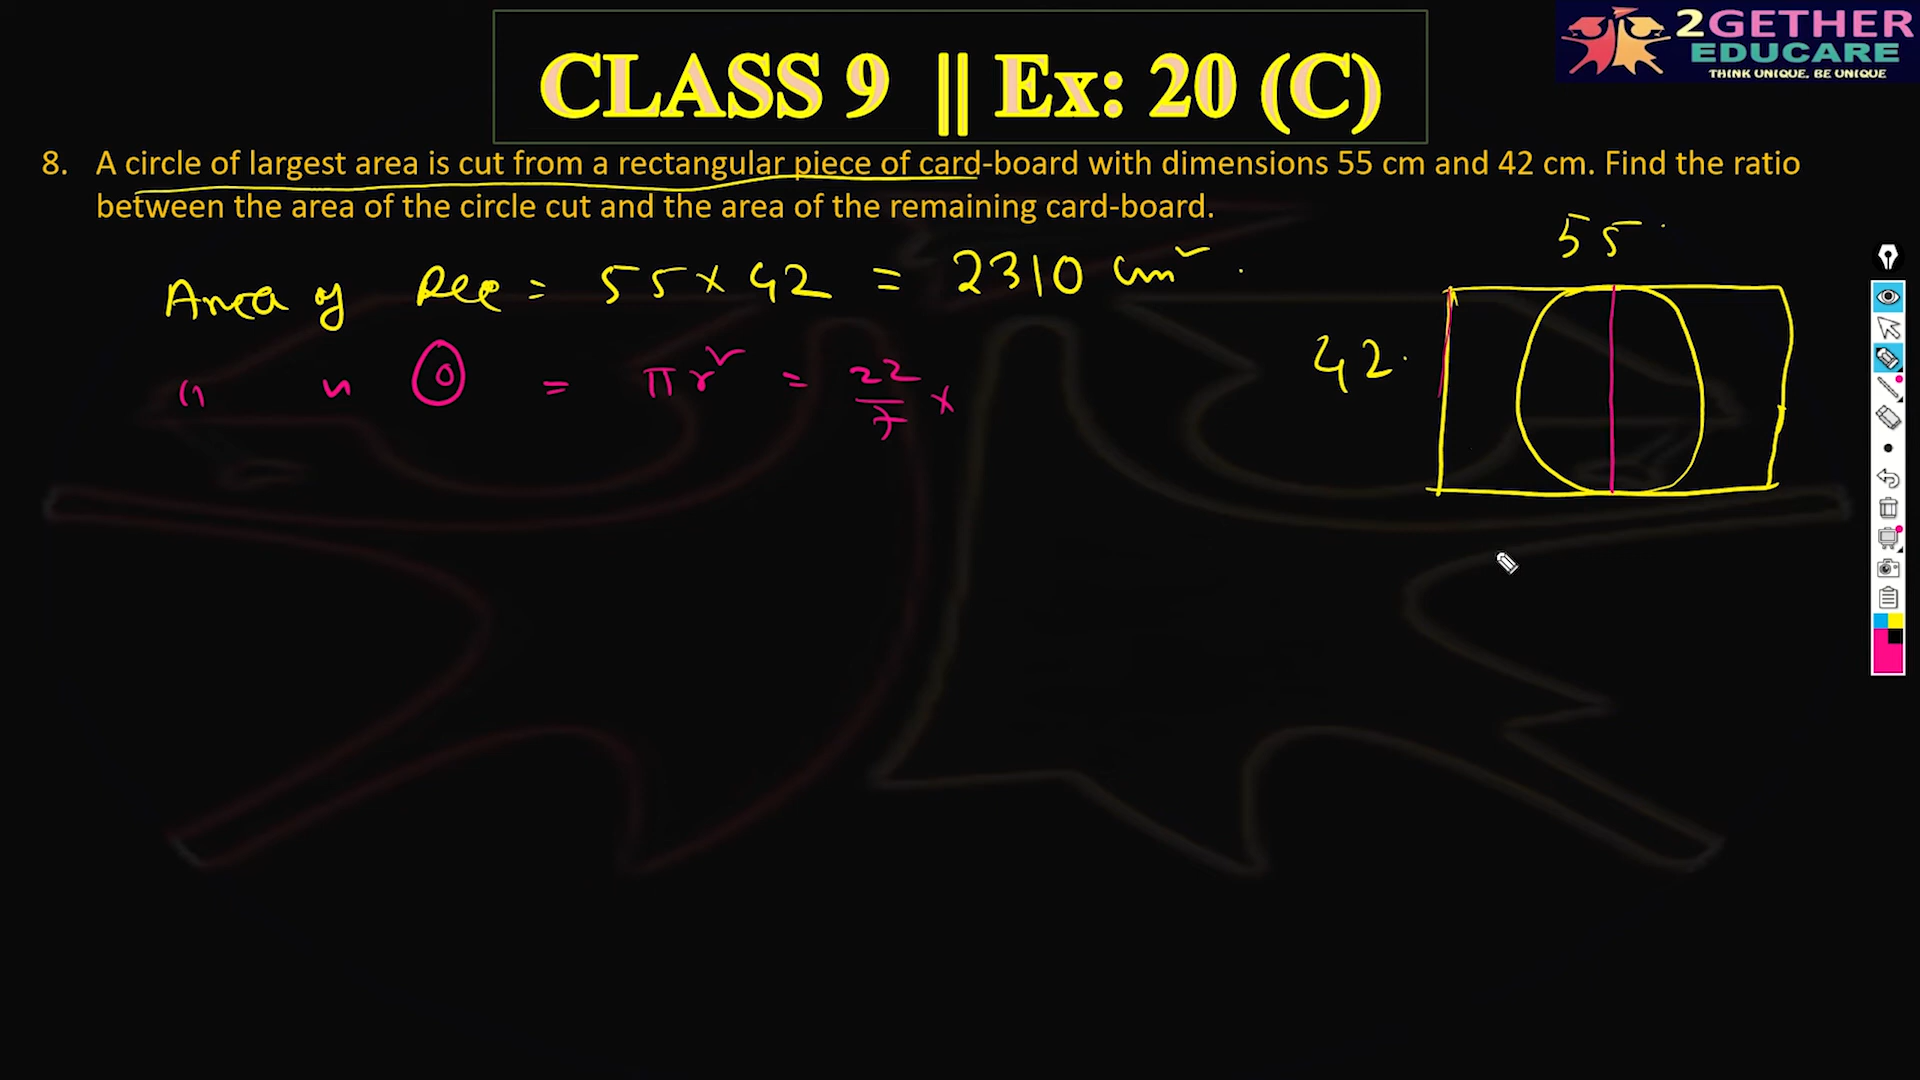 2GETHER
EDUCARE
THINK UNIQUE. BE UNIQUE
CLASS 9 || Ex: 20 (C)
8. A circle of largest area is cut from a rectangular piece of card-board with dimensions 55 cm and 42 cm. Find the ratio
between the area of the circle cut and the area of the remaining card-board.
Area of Rec = 55 × 42 = 2310 cm²
55
42
" " O = πr² = 22/7 ×